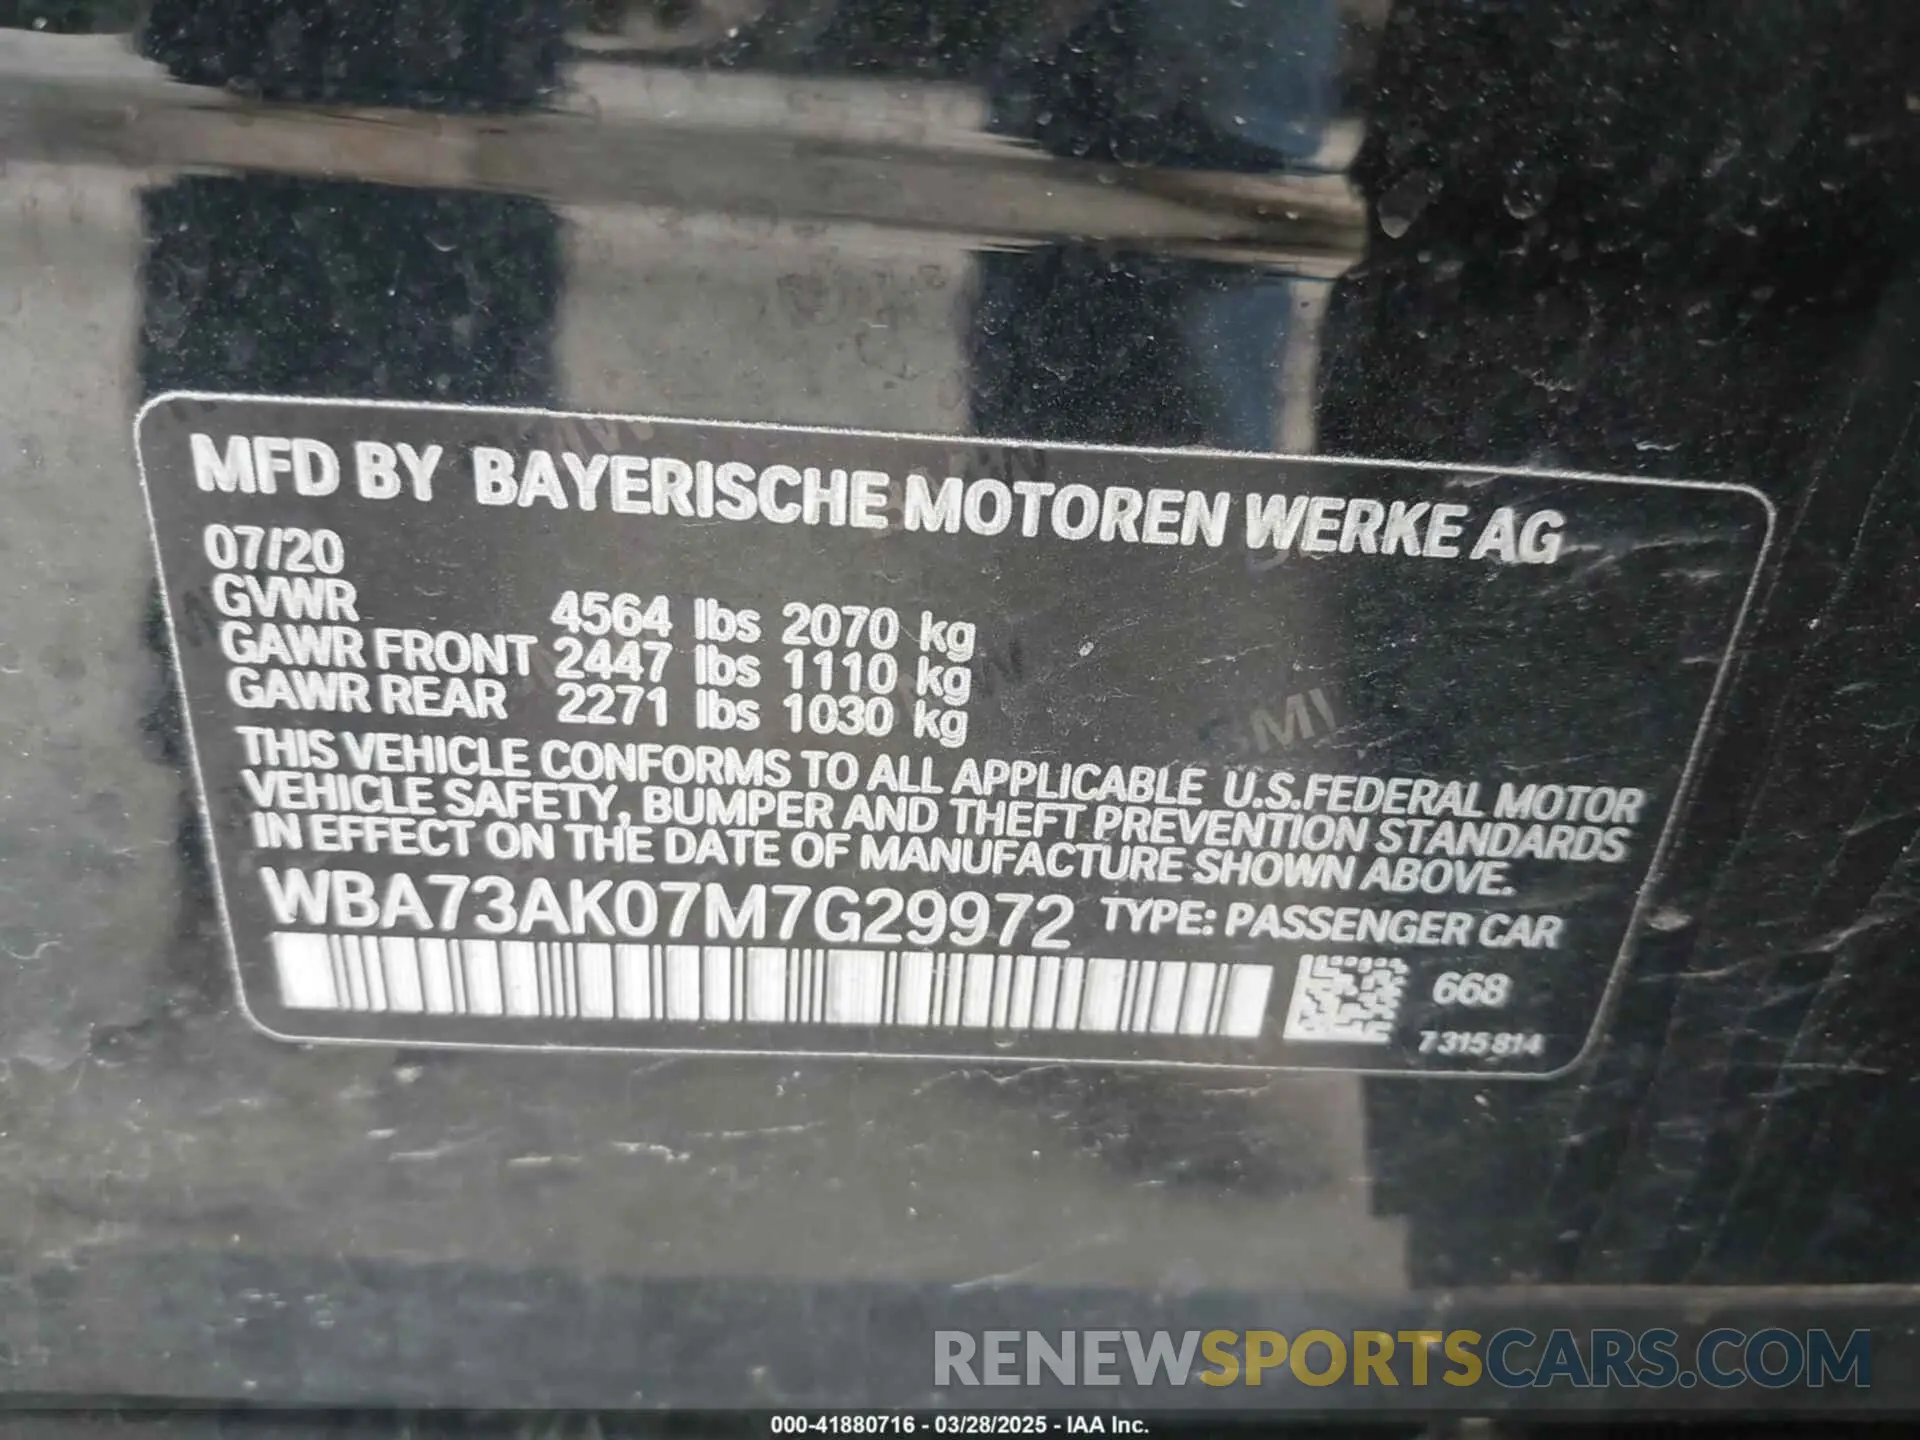 MFD BY BAYERISCHE MOTOREN WERKE AG
07/20
GVWR 4564 lbs 2070 kg
GAWR FRONT 2447 lbs 1110 kg
GAWR REAR 2271 lbs 1030 kg
THIS VEHICLE CONFORMS TO ALL APPLICABLE U.S.FEDERAL MOTOR
VEHICLE SAFETY, BUMPER AND THEFT PREVENTION STANDARDS
IN EFFECT ON THE DATE OF MANUFACTURE SHOWN ABOVE.
WBA73AK07M7G29972 TYPE: PASSENGER CAR
668
7 315 814
RENEWSPORTSCARS.COM
000-41880716 - 03/28/2025 - IAA Inc.